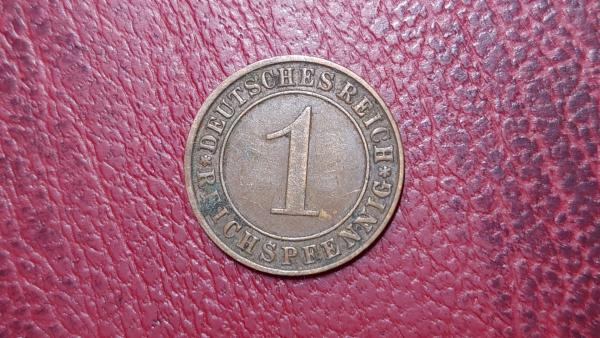 DEUTSCHES REICH
1
* REICHSPFENNIG *